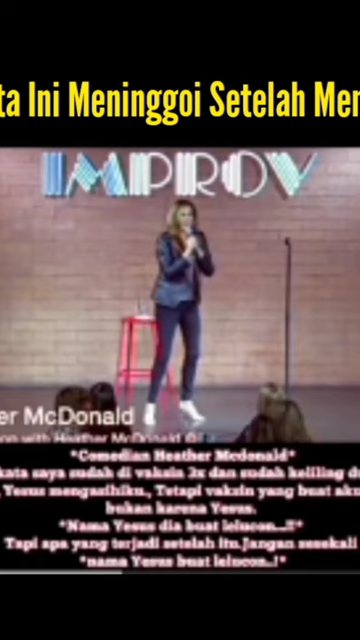 ta Ini Meninggoi Setelah Men
IMPROV
er McDonald
on with Heather McDonald
*Comedian Heather Mcdonald*
kata saya sudah di vaksin 3x dan sudah keliling du
Yesus mengasihiku., Tetapi vaksin yang buat aku
bukan karena Yesus.
*Nama Yesus dia buat lelucon...!!*
Tapi apa yang terjadi setelah itu.Jangan sesekali
*nama Yesus buat lelucon..!*